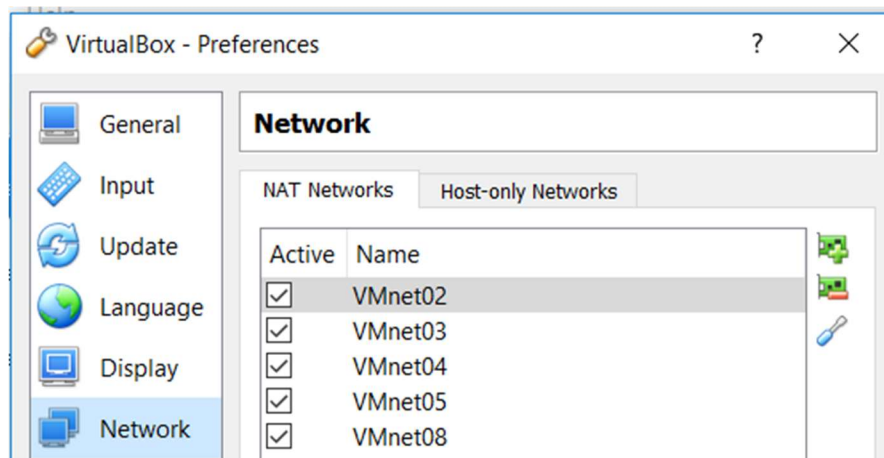 VirtualBox - Preferences ? ×
General
Input
Update
Language
Display
Network
Network
NAT Networks Host-only Networks
Active Name
VMnet02
VMnet03
VMnet04
VMnet05
VMnet08